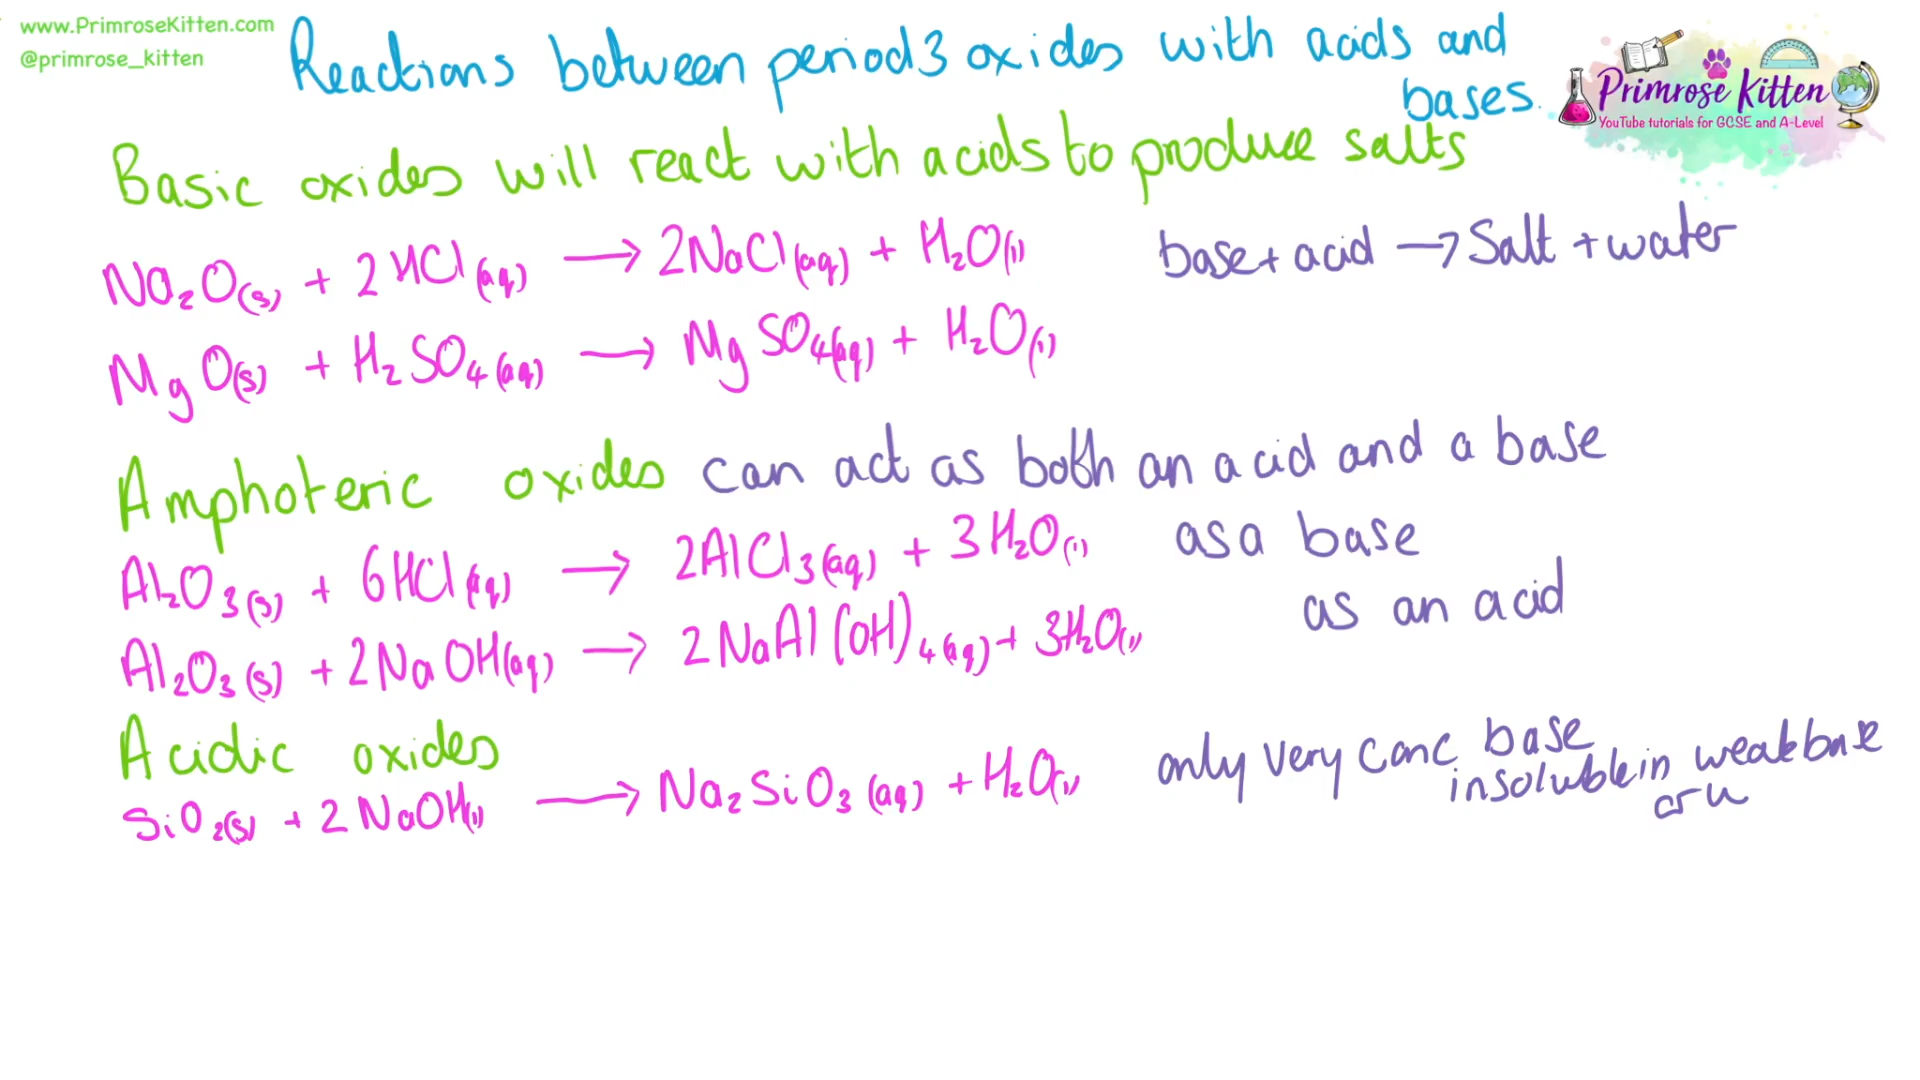 www.PrimroseKitten.com
@primrose_kitten
Reactions between period 3 oxides with acids and
bases.
Primrose Kitten
YouTube tutorials for GCSE and A-Level
Basic oxides will react with acids to produce salts
Na₂O(s) + 2HCl(aq) → 2NaCl(aq) + H₂O(l) base + acid → Salt + water
MgO(s) + H₂SO₄(aq) → MgSO₄(aq) + H₂O(l)
Amphoteric oxides can act as both an acid and a base
Al₂O₃(s) + 6HCl(aq) → 2AlCl₃(aq) + 3H₂O(l) as a base
Al₂O₃(s) + 2NaOH(aq) → 2NaAl(OH)₄(aq) + 3H₂O(l) as an acid
Acidic oxides
SiO₂(s) + 2NaOH(l) → Na₂SiO₃(aq) + H₂O(l) only very conc base
insoluble in weak base